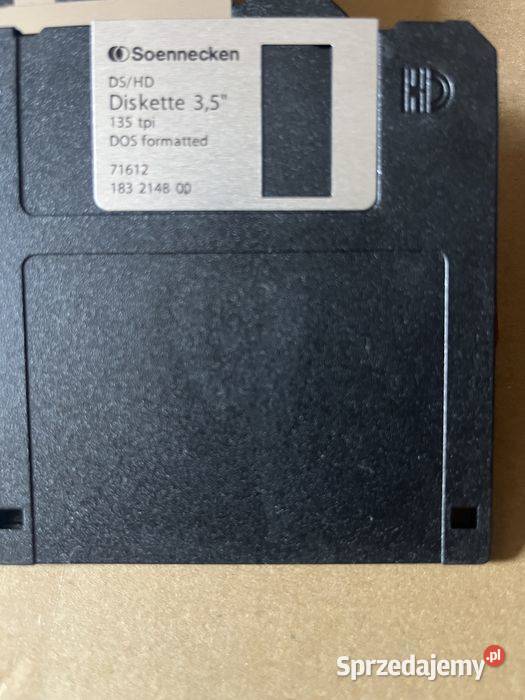 Soennecken
DS/HD
Diskette 3,5"
135 tpi
DOS formatted
71612
183 2148 00
HD
Sprzedajemy.pl